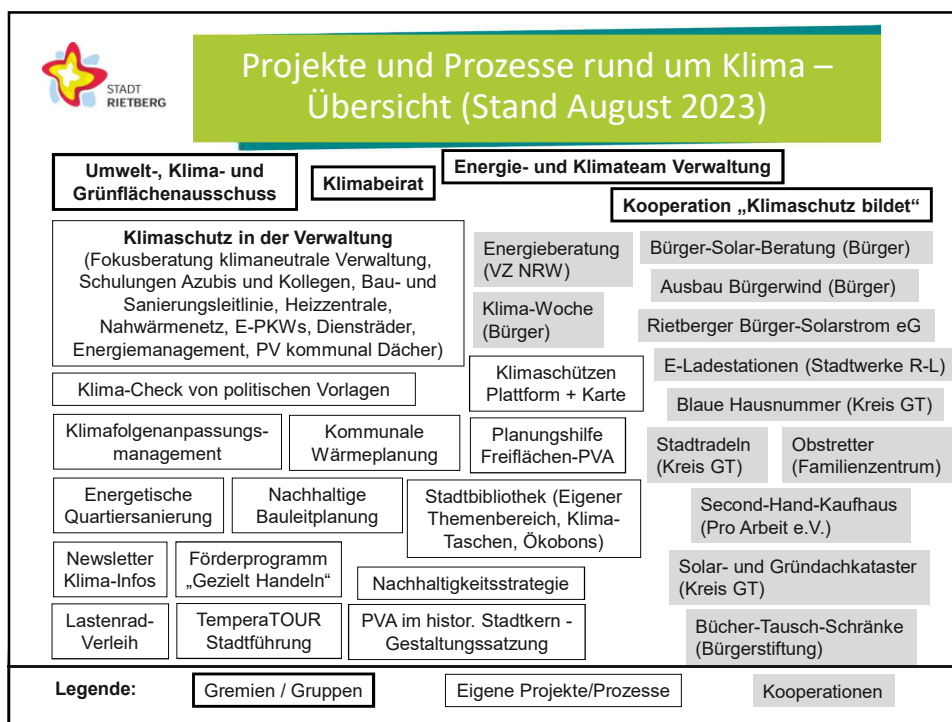 STADT
RIETBERG
Projekte und Prozesse rund um Klima –
Übersicht (Stand August 2023)
Umwelt-, Klima- und
Grünflächenausschuss
Klimabeirat
Energie- und Klimateam Verwaltung
Kooperation „Klimaschutz bildet“
Klimaschutz in der Verwaltung
(Fokusberatung klimaneutrale Verwaltung,
Schulungen Azubis und Kollegen, Bau- und
Sanierungsleitlinie, Heizzentrale,
Nahwärmenetz, E-PKWs, Diensträder,
Energiemanagement, PV kommunal Dächer)
Energieberatung
(VZ NRW)
Bürger-Solar-Beratung (Bürger)
Ausbau Bürgerwind (Bürger)
Klima-Woche
(Bürger)
Rietberger Bürger-Solarstrom eG
Klima-Check von politischen Vorlagen
Klimaschützen
Plattform + Karte
E-Ladestationen (Stadtwerke R-L)
Blaue Hausnummer (Kreis GT)
Klimafolgenanpassungs-
management
Kommunale
Wärmeplanung
Planungshilfe
Freiflächen-PVA
Stadtradeln
(Kreis GT)
Obstretter
(Familienzentrum)
Energetische
Quartiersanierung
Nachhaltige
Bauleitplanung
Stadtbibliothek (Eigener
Themenbereich, Klima-
Taschen, Ökobons)
Second-Hand-Kaufhaus
(Pro Arbeit e.V.)
Newsletter
Klima-Infos
Förderprogramm
„Gezielt Handeln“
Nachhaltigkeitsstrategie
Solar- und Gründachkataster
(Kreis GT)
Lastenrad-
Verleih
TemperaTOUR
Stadtführung
PVA im histor. Stadtkern -
Gestaltungssatzung
Bücher-Tausch-Schränke
(Bürgerstiftung)
Legende:
Gremien / Gruppen
Eigene Projekte/Prozesse
Kooperationen